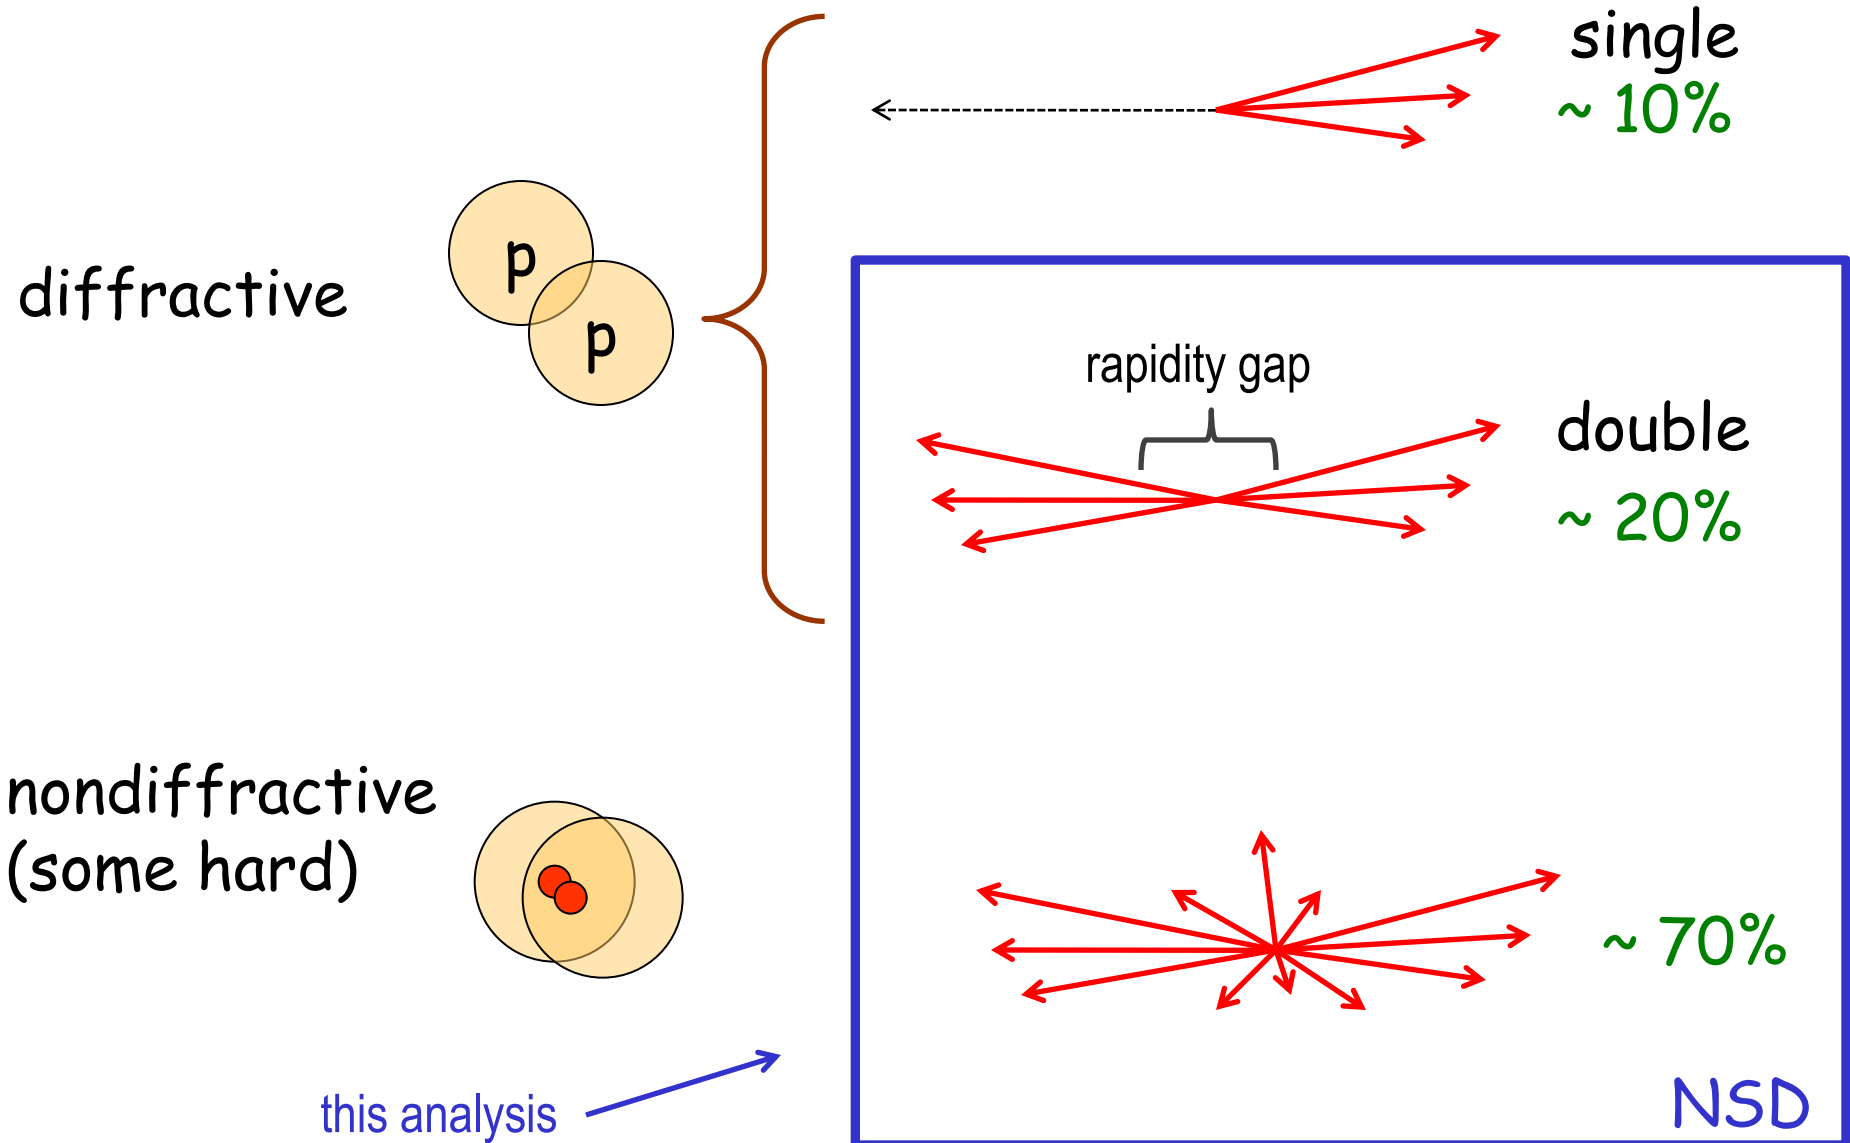 single
~ 10%
diffractive
p
p
rapidity gap
double
~ 20%
nondiffractive
(some hard)
~ 70%
this analysis
NSD